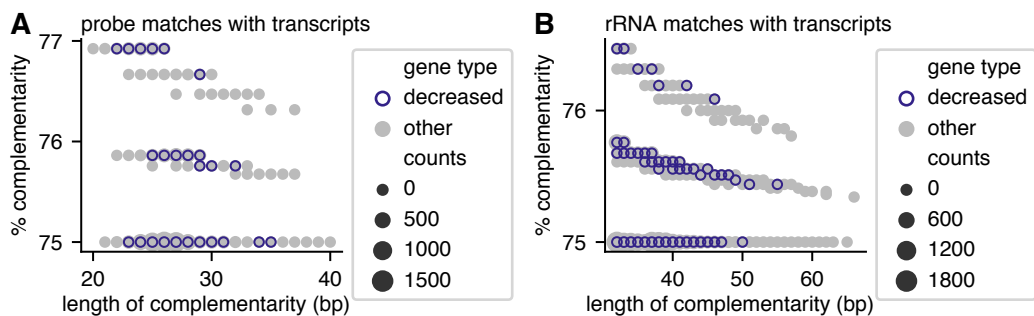 A probe matches with transcripts
77
76
75
% complementarity
20 30 40
length of complementarity (bp)
gene type
decreased
other
counts
0
500
1000
1500
B rRNA matches with transcripts
76
75
% complementarity
40 50 60
length of complementarity (bp)
gene type
decreased
other
counts
0
600
1200
1800